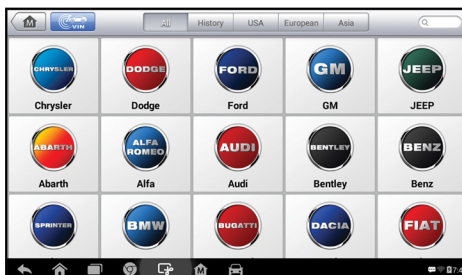 VIN
All History USA European Asia
CHRYSLER DODGE FORD GM JEEP
Chrysler Dodge Ford GM JEEP
ABARTH ALFA ROMEO AUDI BENTLEY BENZ
Abarth Alfa Audi Bentley Benz
SPRINTER BMW BUGATTI DACIA FIAT
M